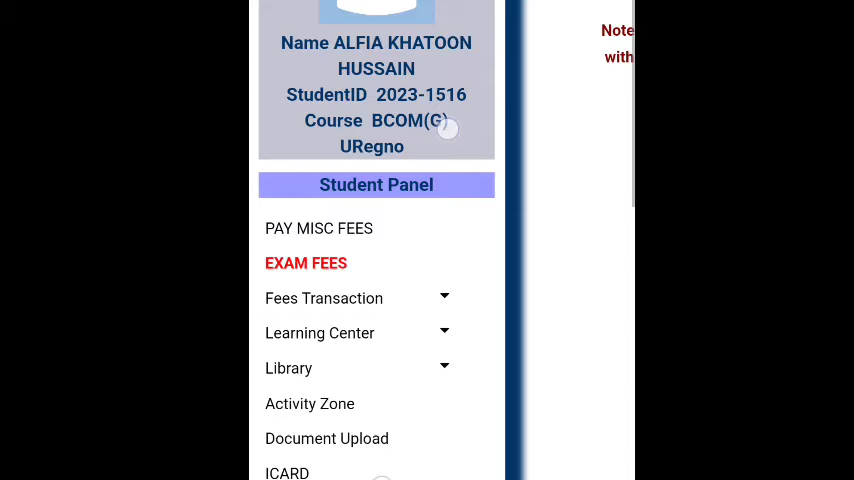 Name ALFIA KHATOON
HUSSAIN
StudentID 2023-1516
Course BCOM(G)
URegno
Student Panel
PAY MISC FEES
EXAM FEES
Fees Transaction
Learning Center
Library
Activity Zone
Document Upload
ICARD
Note
with